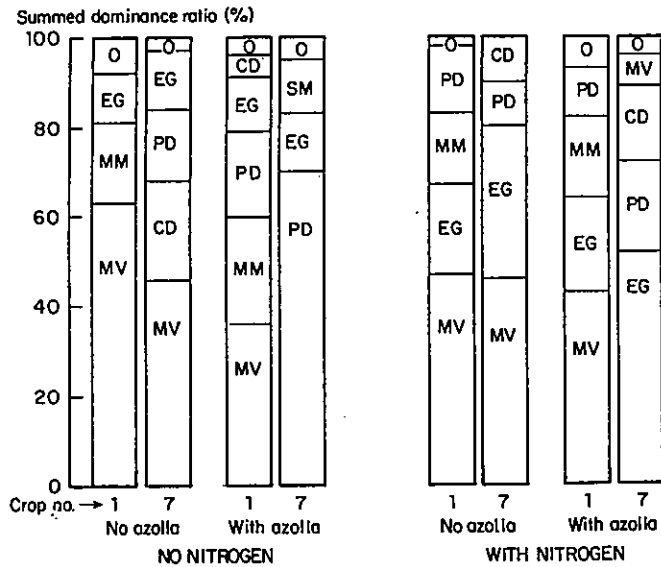 Summed dominance ratio (%)
100
80
60
40
20
0
O
EG
MM
MV
O
EG
PD
CD
MV
O
CD
EG
PD
MM
MV
O
SM
EG
PD
O
PD
MM
EG
MV
CD
PD
EG
MV
O
PD
MM
EG
MV
O
MV
CD
PD
EG
Crop no. → 1 7 1 7 1 7 1 7
No azolla With azolla No azolla With azolla
NO NITROGEN WITH NITROGEN